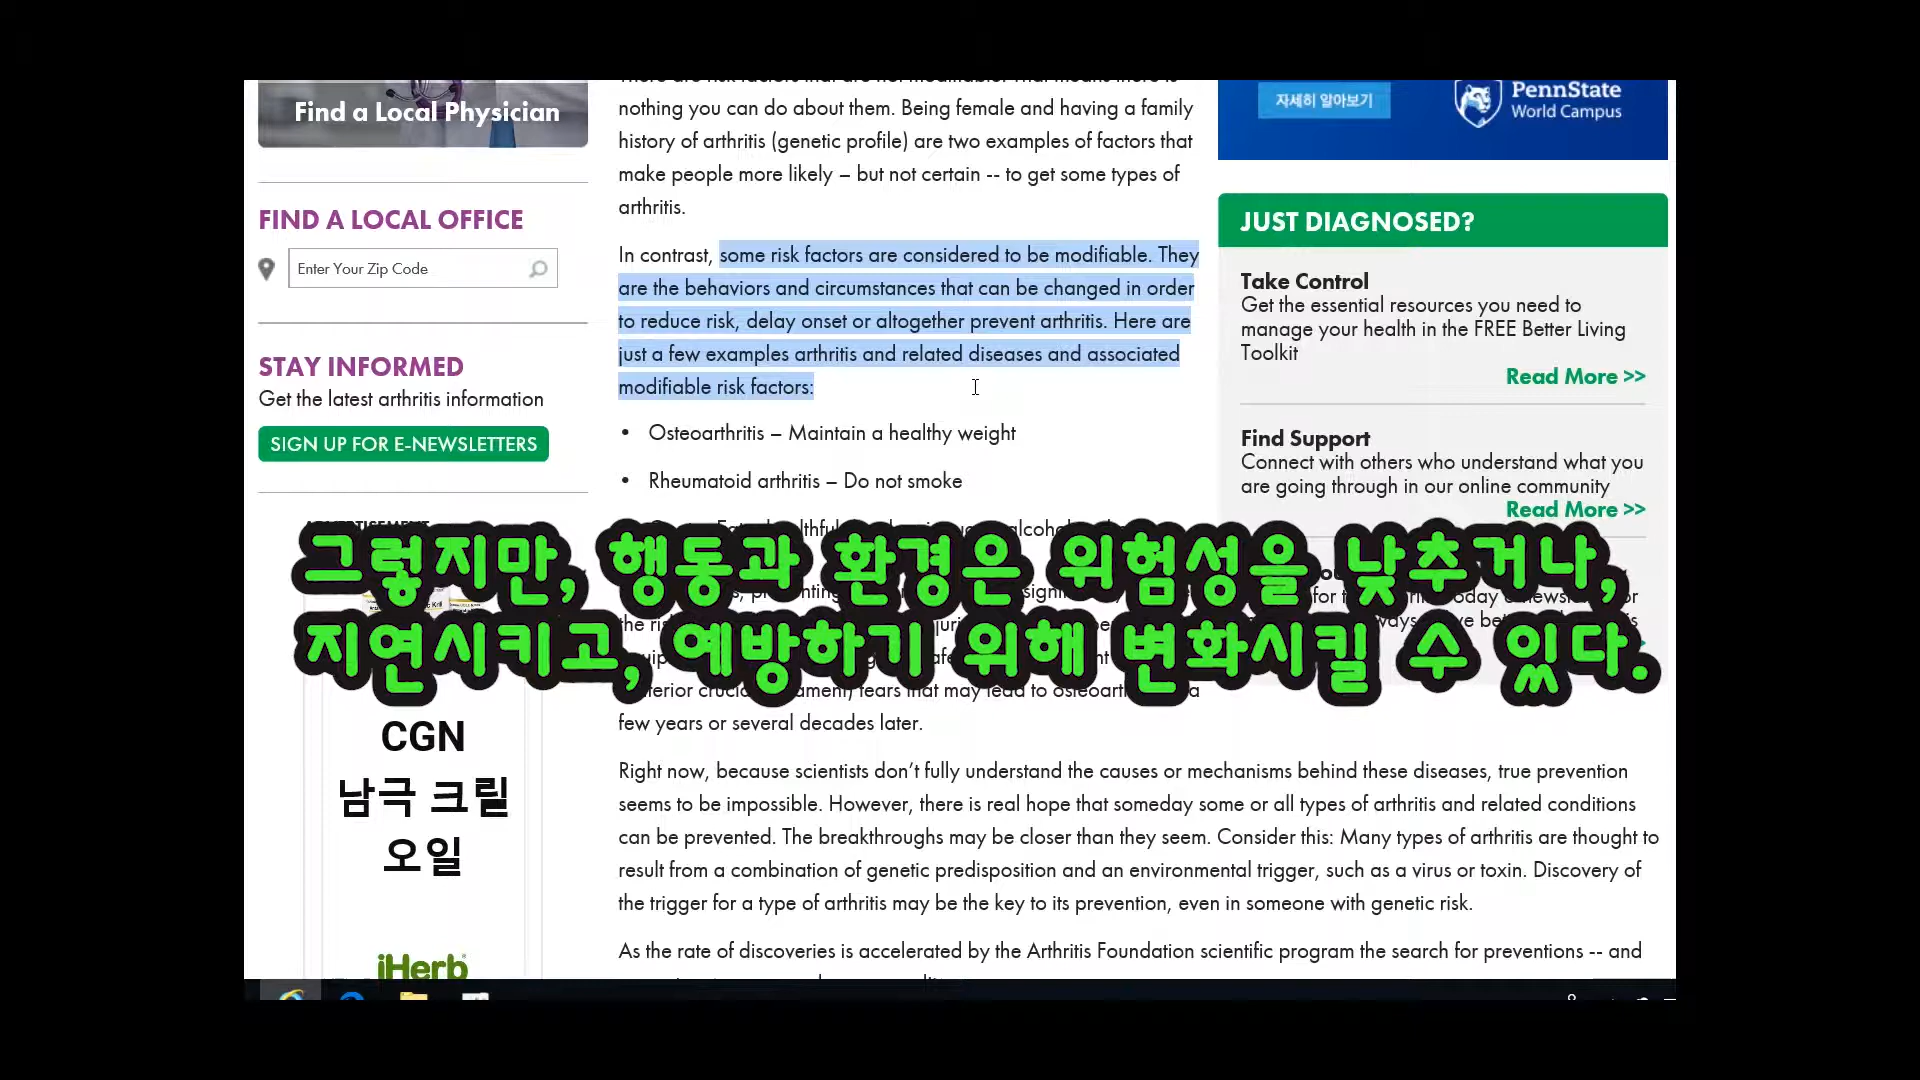 Find a Local Physician
FIND A LOCAL OFFICE
Enter Your Zip Code
STAY INFORMED
Get the latest arthritis information
SIGN UP FOR E-NEWSLETTERS
ADVERTISEMENT
CGN
남극 크릴
오일
iHerb
nothing you can do about them. Being female and having a family
history of arthritis (genetic profile) are two examples of factors that
make people more likely – but not certain -- to get some types of
arthritis.
In contrast, some risk factors are considered to be modifiable. They
are the behaviors and circumstances that can be changed in order
to reduce risk, delay onset or altogether prevent arthritis. Here are
just a few examples arthritis and related diseases and associated
modifiable risk factors:
• Osteoarthritis – Maintain a healthy weight
• Rheumatoid arthritis – Do not smoke
그렇지만, 행동과 환경은 위험성을 낮추거나,
지연시키고, 예방하기 위해 변화시킬 수 있다.
tears that may lead to
few years or several decades later.
Right now, because scientists don’t fully understand the causes or mechanisms behind these diseases, true prevention
seems to be impossible. However, there is real hope that someday some or all types of arthritis and related conditions
can be prevented. The breakthroughs may be closer than they seem. Consider this: Many types of arthritis are thought to
result from a combination of genetic predisposition and an environmental trigger, such as a virus or toxin. Discovery of
the trigger for a type of arthritis may be the key to its prevention, even in someone with genetic risk.
As the rate of discoveries is accelerated by the Arthritis Foundation scientific program the search for preventions -- and
자세히 알아보기
PennState
World Campus
JUST DIAGNOSED?
Take Control
Get the essential resources you need to
manage your health in the FREE Better Living
Toolkit
Read More >>
Find Support
Connect with others who understand what you
are going through in our online community
Read More >>